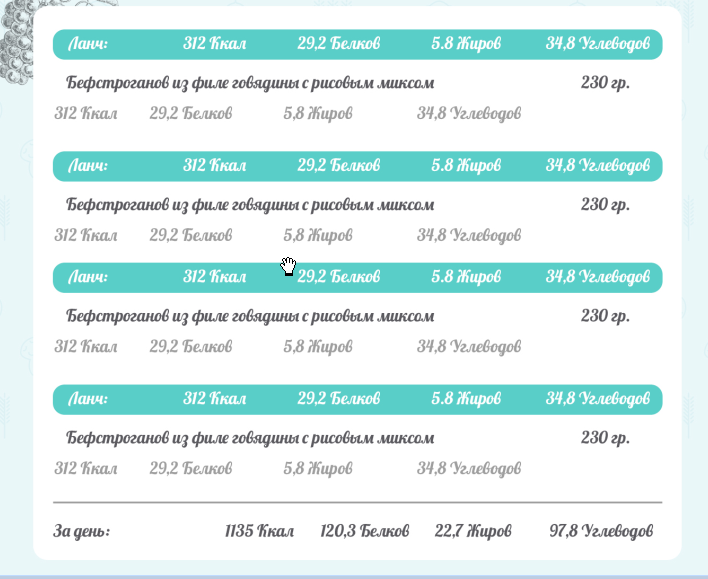 Ланч: 312 Ккал 29,2 Белков 5.8 Жиров 34,8 Углеводов
Бефстроганов из филе говядины с рисовым миксом 230 гр.
312 Ккал 29,2 Белков 5,8 Жиров 34,8 Углеводов
Ланч: 312 Ккал 29,2 Белков 5.8 Жиров 34,8 Углеводов
Бефстроганов из филе говядины с рисовым миксом 230 гр.
312 Ккал 29,2 Белков 5,8 Жиров 34,8 Углеводов
Ланч: 312 Ккал 29,2 Белков 5.8 Жиров 34,8 Углеводов
Бефстроганов из филе говядины с рисовым миксом 230 гр.
312 Ккал 29,2 Белков 5,8 Жиров 34,8 Углеводов
Ланч: 312 Ккал 29,2 Белков 5.8 Жиров 34,8 Углеводов
Бефстроганов из филе говядины с рисовым миксом 230 гр.
312 Ккал 29,2 Белков 5,8 Жиров 34,8 Углеводов
За день: 1135 Ккал 120,3 Белков 22,7 Жиров 97,8 Углеводов